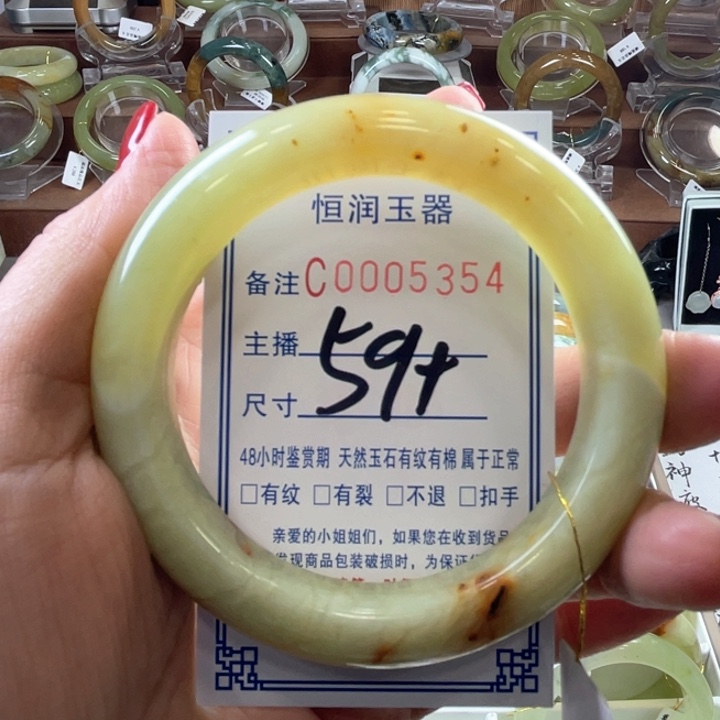 恒润玉器
备注C0005354
主播
尺寸 59+
48小时鉴赏期 天然玉石有纹有棉 属于正常
□有纹 □有裂 □不退 □扣手
亲爱的小姐姐们，如果您在收到货品
发现商品包装破损时，为保证
神